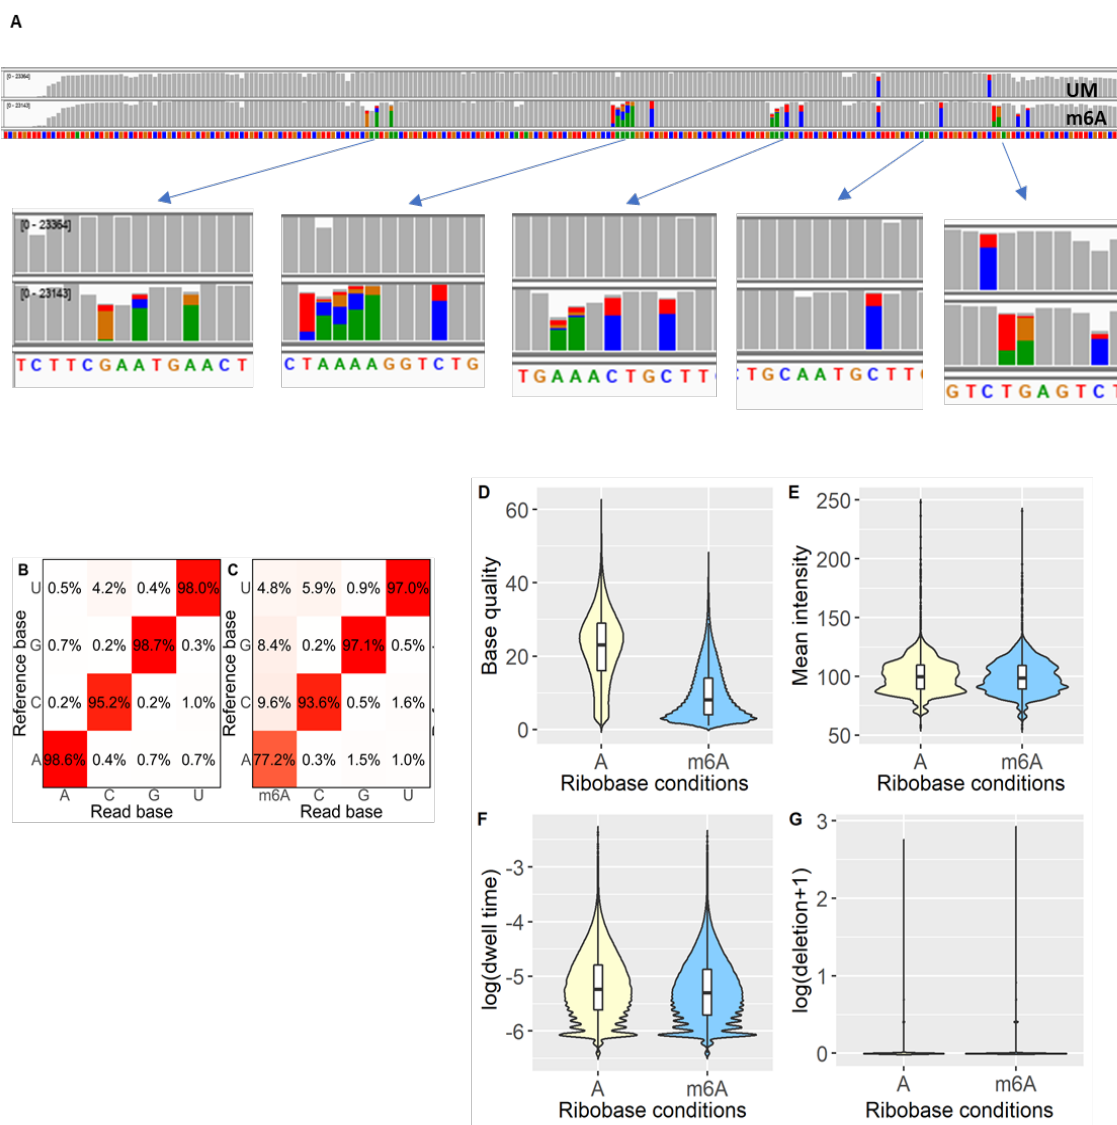 A
[0 - 23364]
UM
[0 - 23143]
m6A
[0 - 23364]
[0 - 23143]
T C T T C G A A T G A A C T
C T A A A A G G T C T G
T G A A A C T G C T T C
C T G C A A T G C T T G
G T C T G A G T C T
B
U 0.5% 4.2% 0.4% 98.0%
G 0.7% 0.2% 98.7% 0.3%
C 0.2% 95.2% 0.2% 1.0%
A 98.6% 0.4% 0.7% 0.7%
A C G U
Read base
Reference base
C
U 4.8% 5.9% 0.9% 97.0%
G 8.4% 0.2% 97.1% 0.5%
C 9.6% 93.6% 0.5% 1.6%
A 77.2% 0.3% 1.5% 1.0%
m6A C G U
Read base
Reference base
D
Base quality
60
40
20
0
A m6A
Ribobase conditions
E
Mean intensity
250
200
150
100
50
A m6A
Ribobase conditions
F
log(dwell time)
-3
-4
-5
-6
A m6A
Ribobase conditions
G
log(deletion+1)
3
2
1
0
A m6A
Ribobase conditions